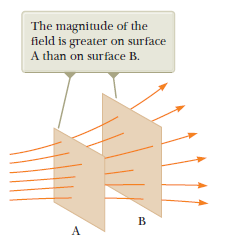 The magnitude of the
field is greater on surface
A than on surface B.
A
B